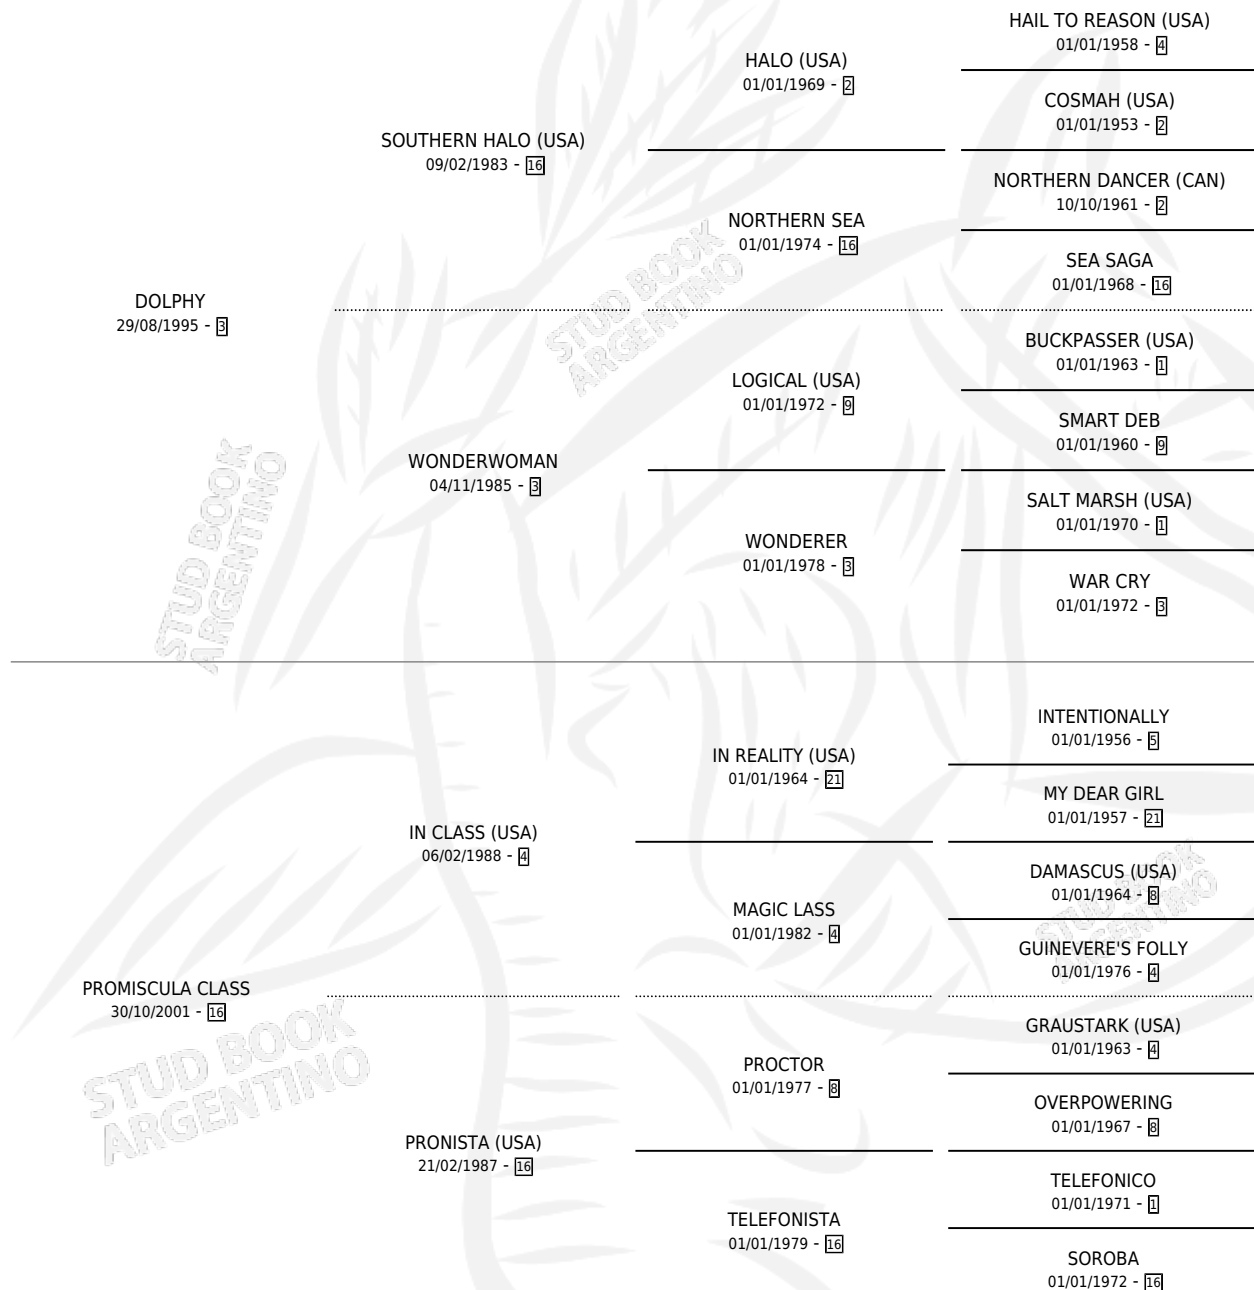 HAIL TO REASON (USA)
01/01/1958 - 4
HALO (USA)
01/01/1969 - 2
COSMAH (USA)
01/01/1953 - 2
SOUTHERN HALO (USA)
09/02/1983 - 16
NORTHERN DANCER (CAN)
10/10/1961 - 2
NORTHERN SEA
01/01/1974 - 16
SEA SAGA
01/01/1968 - 16
DOLPHY
29/08/1995 - 3
STUD BOOK
ARGENTINO
BUCKPASSER (USA)
01/01/1963 - 1
LOGICAL (USA)
01/01/1972 - 9
SMART DEB
01/01/1960 - 9
WONDERWOMAN
04/11/1985 - 3
STUD BOOK
ARGENTINO
SALT MARSH (USA)
01/01/1970 - 1
WONDERER
01/01/1978 - 3
WAR CRY
01/01/1972 - 3
INTENTIONALLY
01/01/1956 - 5
IN REALITY (USA)
01/01/1964 - 21
MY DEAR GIRL
01/01/1957 - 21
IN CLASS (USA)
06/02/1988 - 4
DAMASCUS (USA)
01/01/1964 - 8
STUD BOOK
ARGENTINO
MAGIC LASS
01/01/1982 - 4
GUINEVERE'S FOLLY
01/01/1976 - 4
PROMISCULA CLASS
30/10/2001 - 16
STUD BOOK
ARGENTINO
GRAUSTARK (USA)
01/01/1963 - 4
PROCTOR
01/01/1977 - 8
OVERPOWERING
01/01/1967 - 8
PRONISTA (USA)
21/02/1987 - 16
TELEFONICO
01/01/1971 - 1
TELEFONISTA
01/01/1979 - 16
SOROBA
01/01/1972 - 16